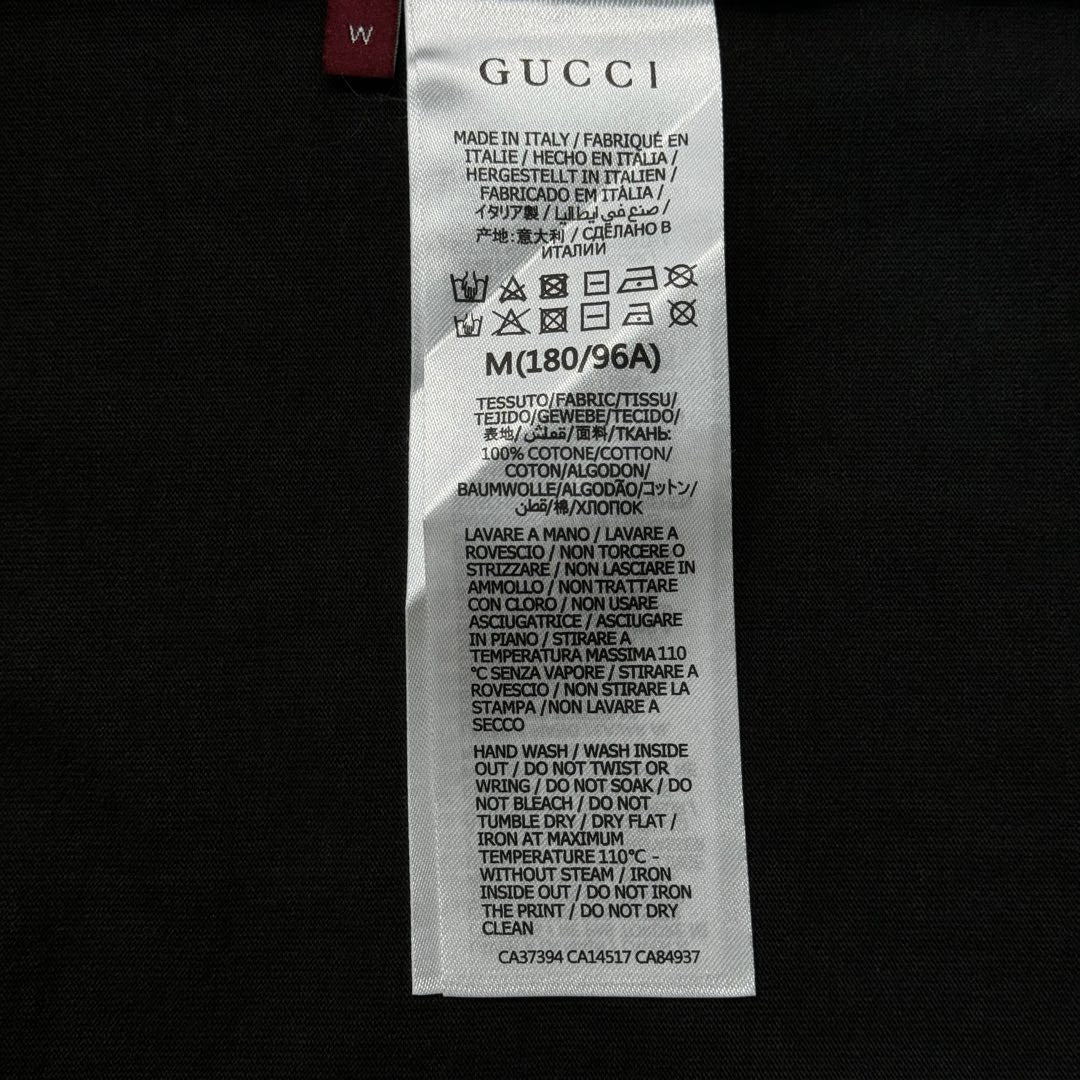 W
GUCCI
MADE IN ITALY / FABRIQUÉ EN
ITALIE / HECHO EN ITALIA /
HERGESTELLT IN ITALIEN /
FABRICADO EM ITÁLIA /
イタリア製 / صنع في ايطاليا /
产地:意大利 / СДЕЛАНО В
ИТАЛИИ
M(180/96A)
TESSUTO/FABRIC/TISSU/
TEJIDO/GEWEBE/TECIDO/
表地/قفلش/面料/ТКАНЬ:
100% COTONE/COTTON/
COTON/ALGODON/
BAUMWOLLE/ALGODÃO/コットン/
قطن/棉/ХЛОПОК
LAVARE A MANO / LAVARE A
ROVESCIO / NON TORCERE O
STRIZZARE / NON LASCIARE IN
AMMOLLO / NON TRATTARE
CON CLORO / NON USARE
ASCIUGATRICE / ASCIUGARE
IN PIANO / STIRARE A
TEMPERATURA MASSIMA 110
°C SENZA VAPORE / STIRARE A
ROVESCIO / NON STIRARE LA
STAMPA / NON LAVARE A
SECCO
HAND WASH / WASH INSIDE
OUT / DO NOT TWIST OR
WRING / DO NOT SOAK / DO
NOT BLEACH / DO NOT
TUMBLE DRY / DRY FLAT /
IRON AT MAXIMUM
TEMPERATURE 110°C -
WITHOUT STEAM / IRON
INSIDE OUT / DO NOT IRON
THE PRINT / DO NOT DRY
CLEAN
CA37394 CA14517 CA84937